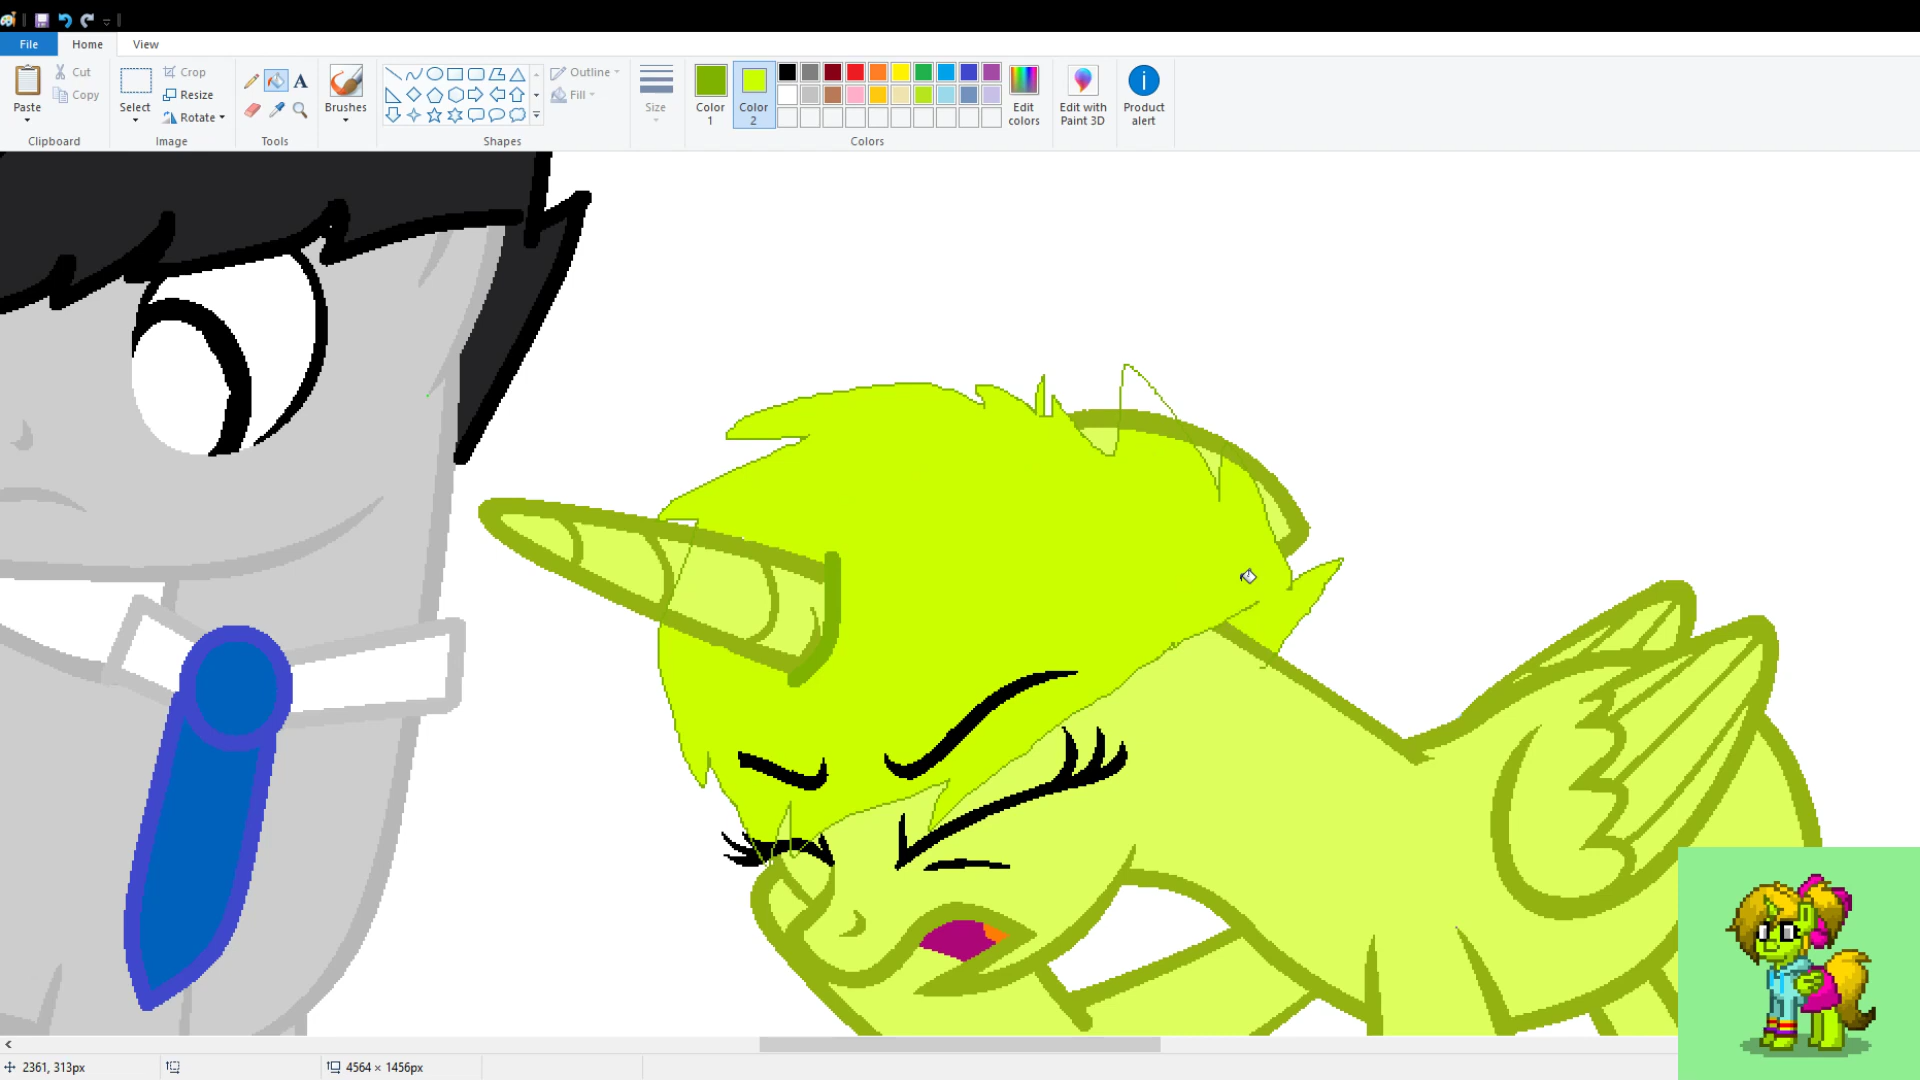 File Home View
Paste
Cut
Copy
Clipboard
Select
Crop
Resize
Rotate
Image
A
Tools
Brushes
Outline
Fill
Shapes
Size
Color 1
Color 2
Edit colors
Colors
Edit with Paint 3D
Product alert
2361, 313px
4564 × 1456px